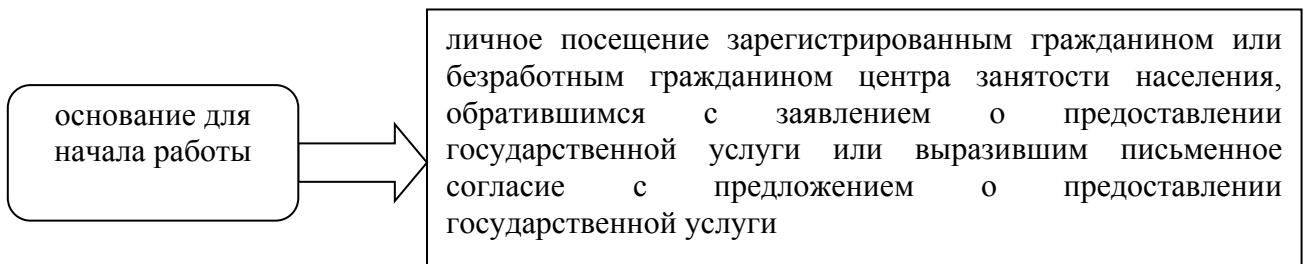 основание для
начала работы
личное посещение зарегистрированным гражданином или
безработным гражданином центра занятости населения,
обратившимся с заявлением о предоставлении
государственной услуги или выразившим письменное
согласие с предложением о предоставлении
государственной услуги